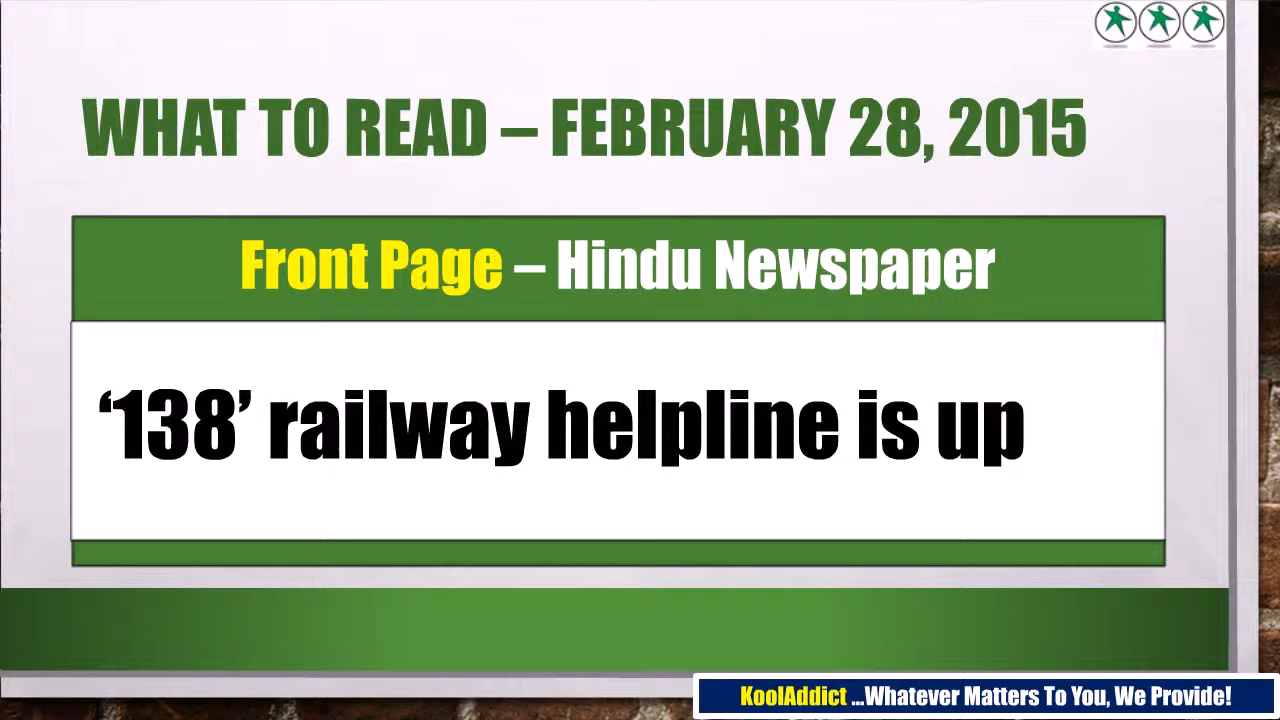 WHAT TO READ – FEBRUARY 28, 2015
Front Page – Hindu Newspaper
‘138’ railway helpline is up
KoolAddict ...Whatever Matters To You, We Provide!